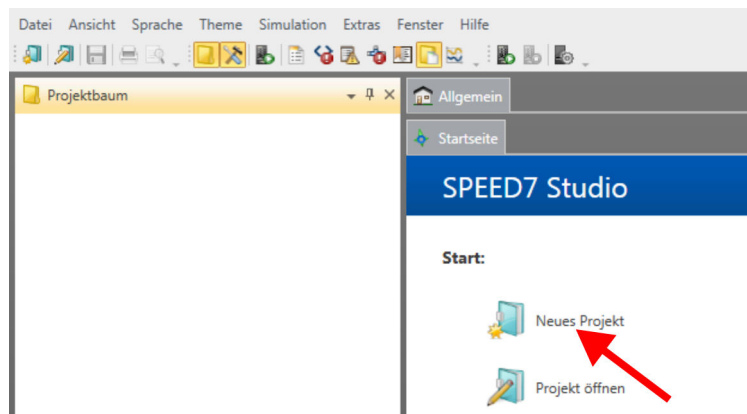 Datei Ansicht Sprache Theme Simulation Extras Fenster Hilfe
Projektbaum
Allgemein
Startseite
SPEED7 Studio
Start:
Neues Projekt
Projekt öffnen